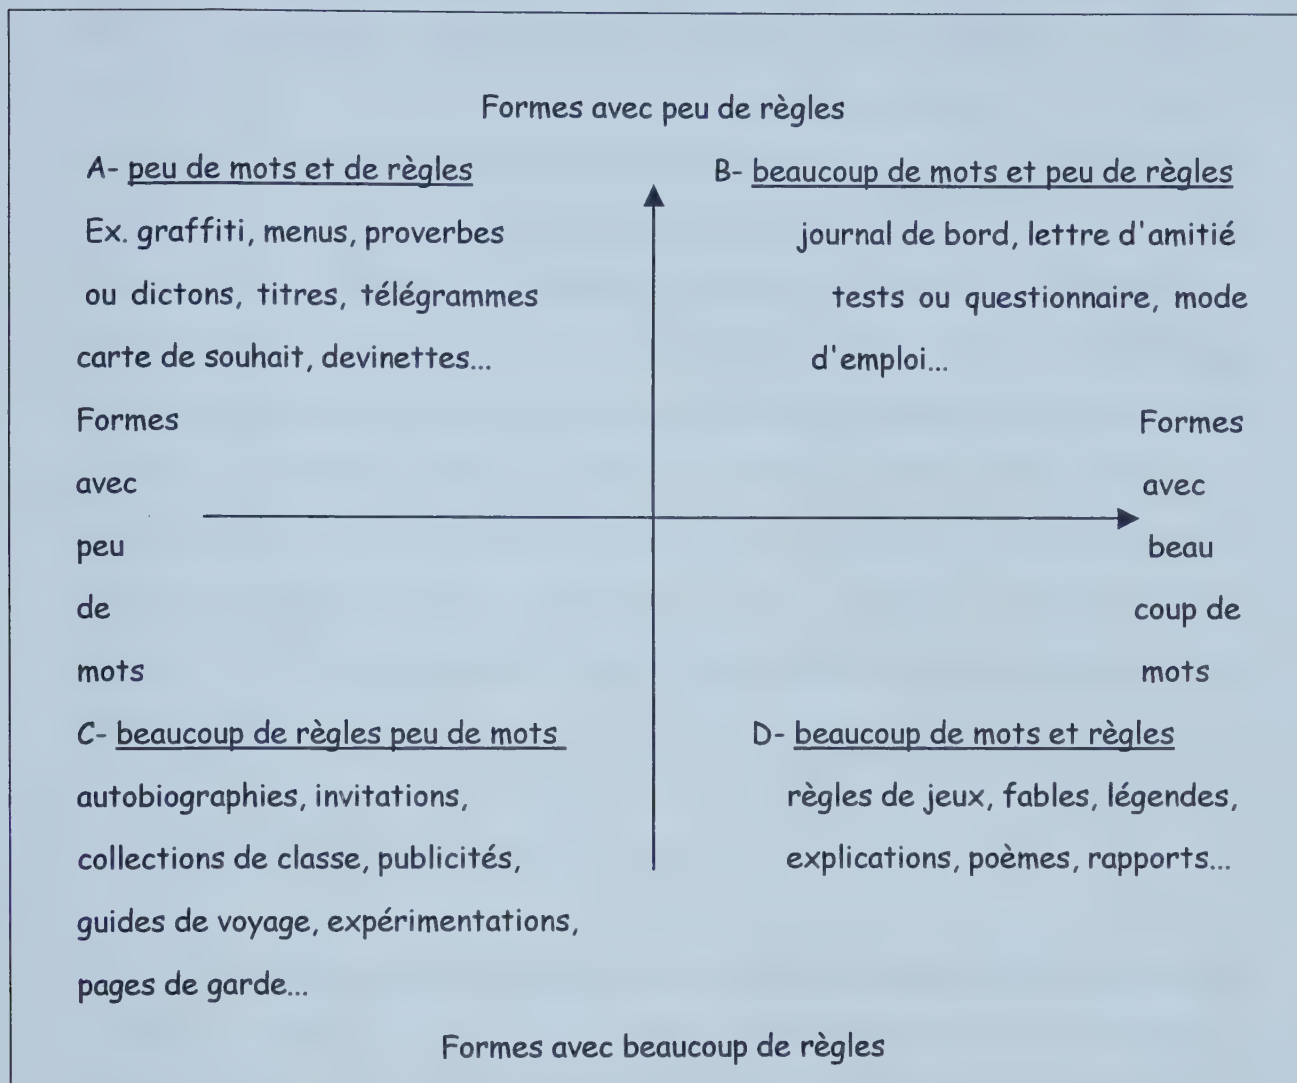 Formes avec peu de règles
A- peu de mots et de règles
Ex. graffiti, menus, proverbes
ou dictons, titres, télégrammes
carte de souhait, devinettes...
B- beaucoup de mots et peu de règles
journal de bord, lettre d'amitié
tests ou questionnaire, mode
d'emploi...
Formes
avec
peu
de
mots
Formes
avec
beau
coup de
mots
C- beaucoup de règles peu de mots
autobiographies, invitations,
collections de classe, publicités,
guides de voyage, expérimentations,
pages de garde...
D- beaucoup de mots et règles
règles de jeux, fables, légendes,
explications, poèmes, rapports...
Formes avec beaucoup de règles